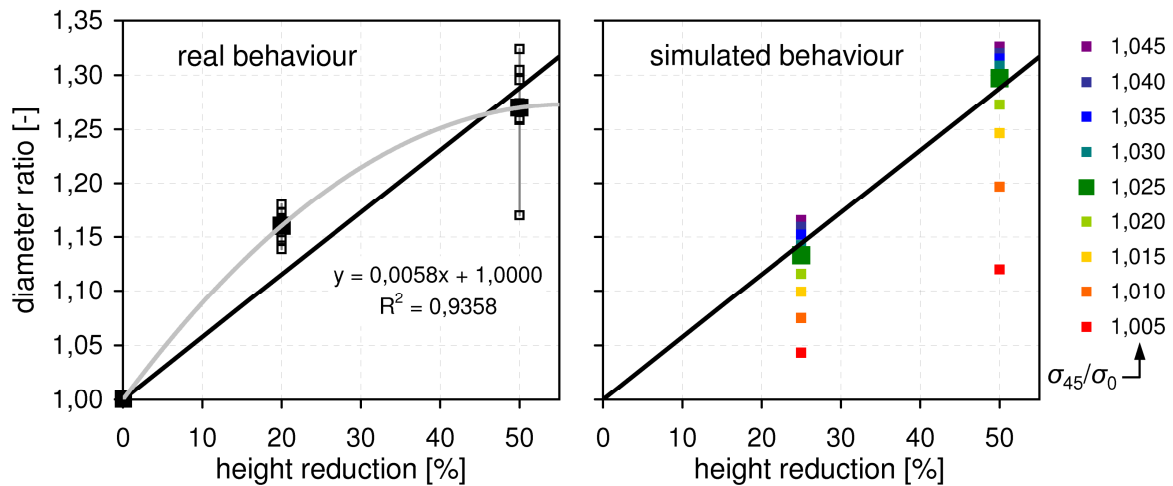 diameter ratio [-]
1,35
1,30
1,25
1,20
1,15
1,10
1,05
1,00
real behaviour
y = 0,0058x + 1,0000
R² = 0,9358
0 10 20 30 40 50
height reduction [%]
simulated behaviour
0 10 20 30 40 50
height reduction [%]
1,045
1,040
1,035
1,030
1,025
1,020
1,015
1,010
1,005
σ₄₅/σ₀